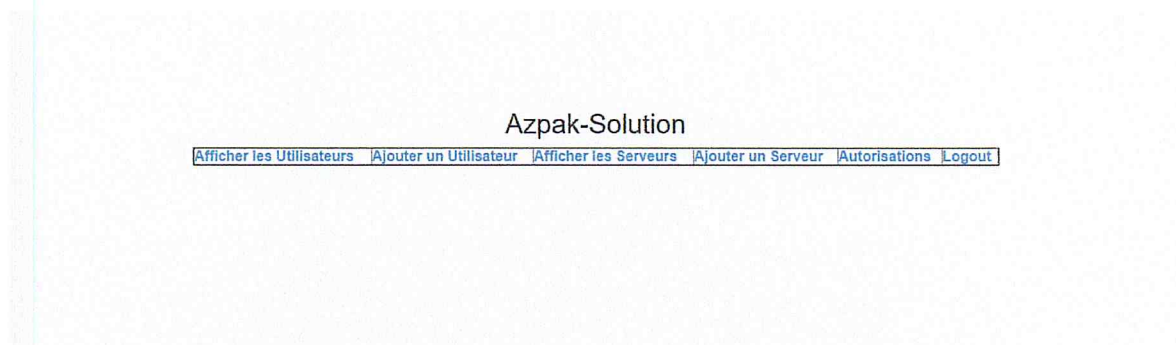 Azpak-Solution
Afficher les Utilisateurs Ajouter un Utilisateur Afficher les Serveurs Ajouter un Serveur Autorisations Logout